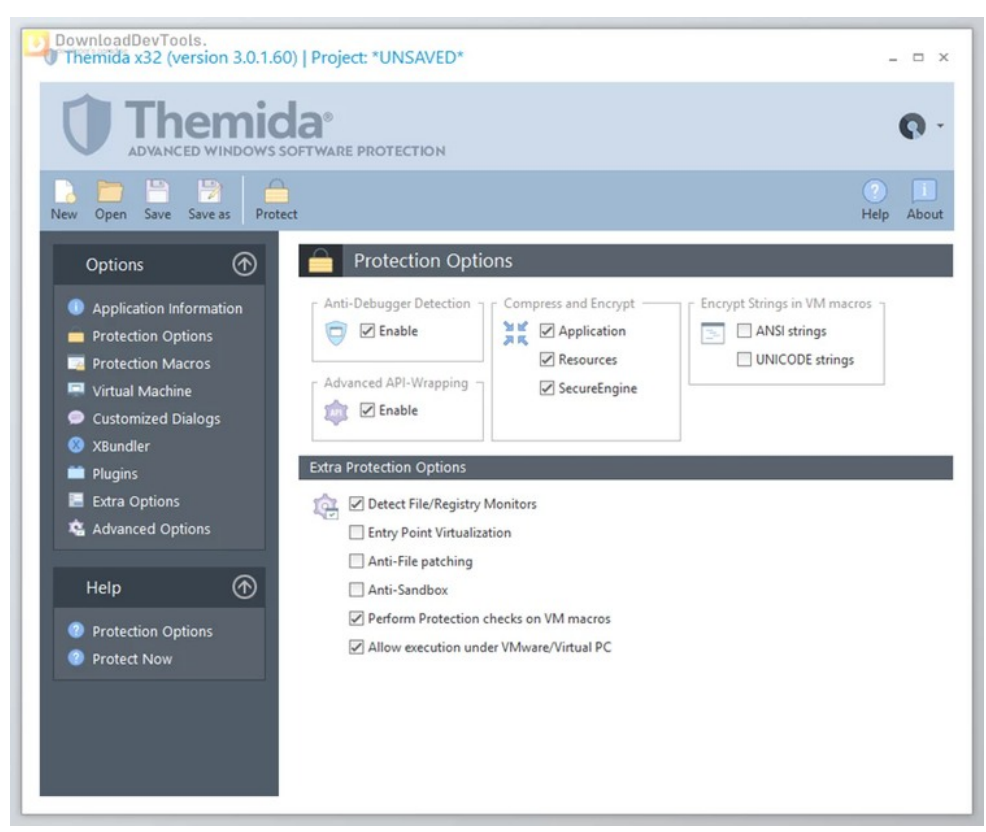 DownloadDevTools.
Themida x32 (version 3.0.1.60) | Project: *UNSAVED*
Themida®
ADVANCED WINDOWS SOFTWARE PROTECTION
New Open Save Save as Protect Help About
Options
Application Information
Protection Options
Protection Macros
Virtual Machine
Customized Dialogs
XBundler
Plugins
Extra Options
Advanced Options
Help
Protection Options
Protect Now
Protection Options
Anti-Debugger Detection
Enable
Advanced API-Wrapping
API
Enable
Compress and Encrypt
Application
Resources
SecureEngine
Encrypt Strings in VM macros
ANSI strings
UNICODE strings
Extra Protection Options
Detect File/Registry Monitors
Entry Point Virtualization
Anti-File patching
Anti-Sandbox
Perform Protection checks on VM macros
Allow execution under VMware/Virtual PC